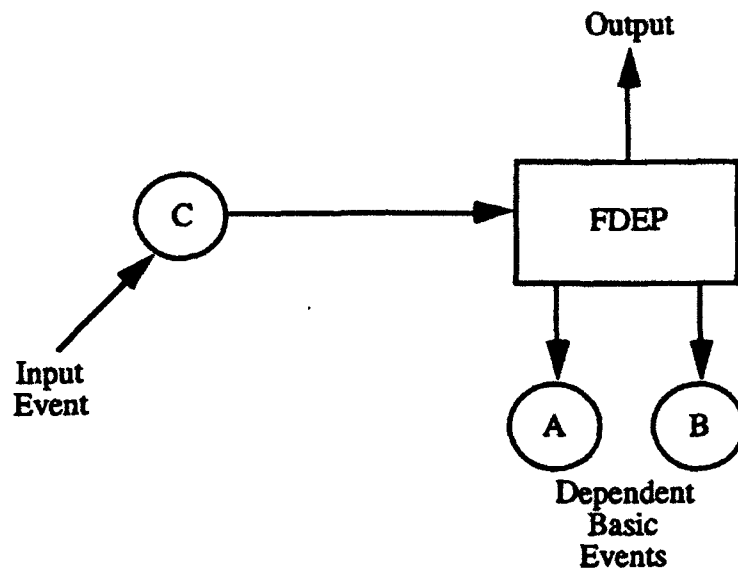 Output
C
FDEP
Input
Event
A
B
Dependent
Basic
Events